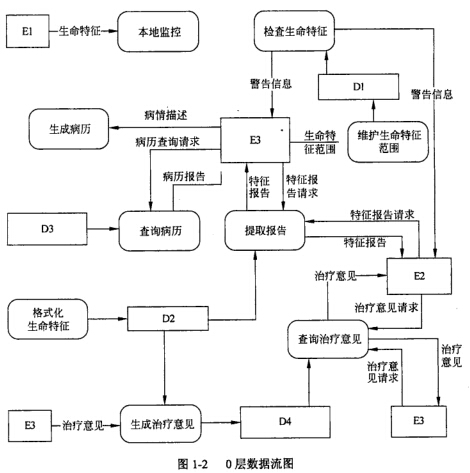 E1
生命特征
本地监控
检查生命特征
警告信息
D1
警告信息
生成病历
病情描述
E3
生命特
征范围
维护生命特征
范围
病历查询请求
病历报告
特征
报告
特征报
告请求
D3
查询病历
提取报告
特征报告请求
特征报告
治疗意见
E2
格式化
生命特征
D2
治疗意见请求
查询治疗意见
治疗
意见
治疗意
见请求
E3
治疗意见
生成治疗意见
D4
E3
图 1-2 0 层数据流图